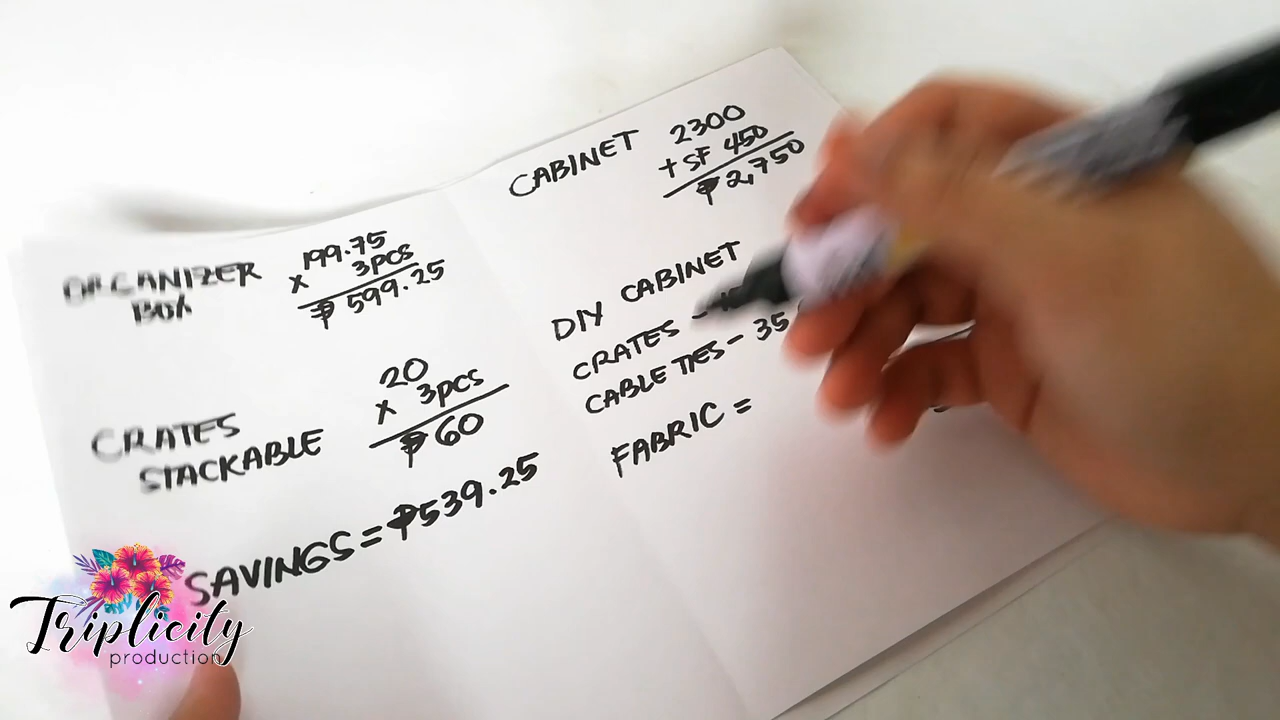 ORGANIZER
BOX
199.75
x 3pcs
₱ 599.25
CRATES
STACKABLE
20
x 3pcs
₱ 60
SAVINGS = ₱539.25
CABINET
2300
+ SF 450
₱ 2,750
DIY CABINET
CRATES -
CABLE TIES - 35
FABRIC =
Triplicity
production